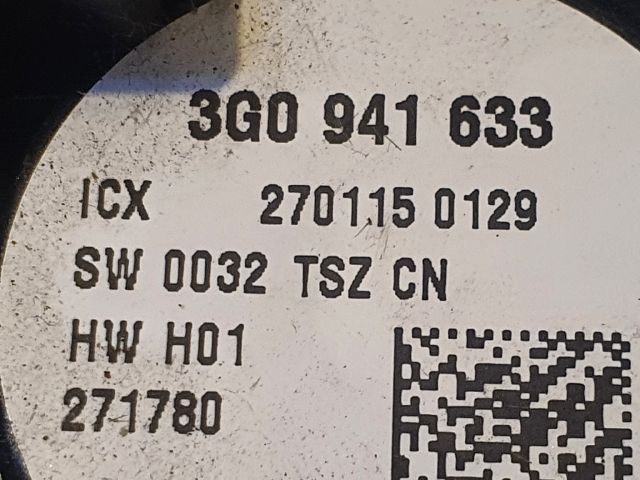 3G0 941 633
ICX 270115 0129
SW 0032 TSZ CN
HW H01
271780